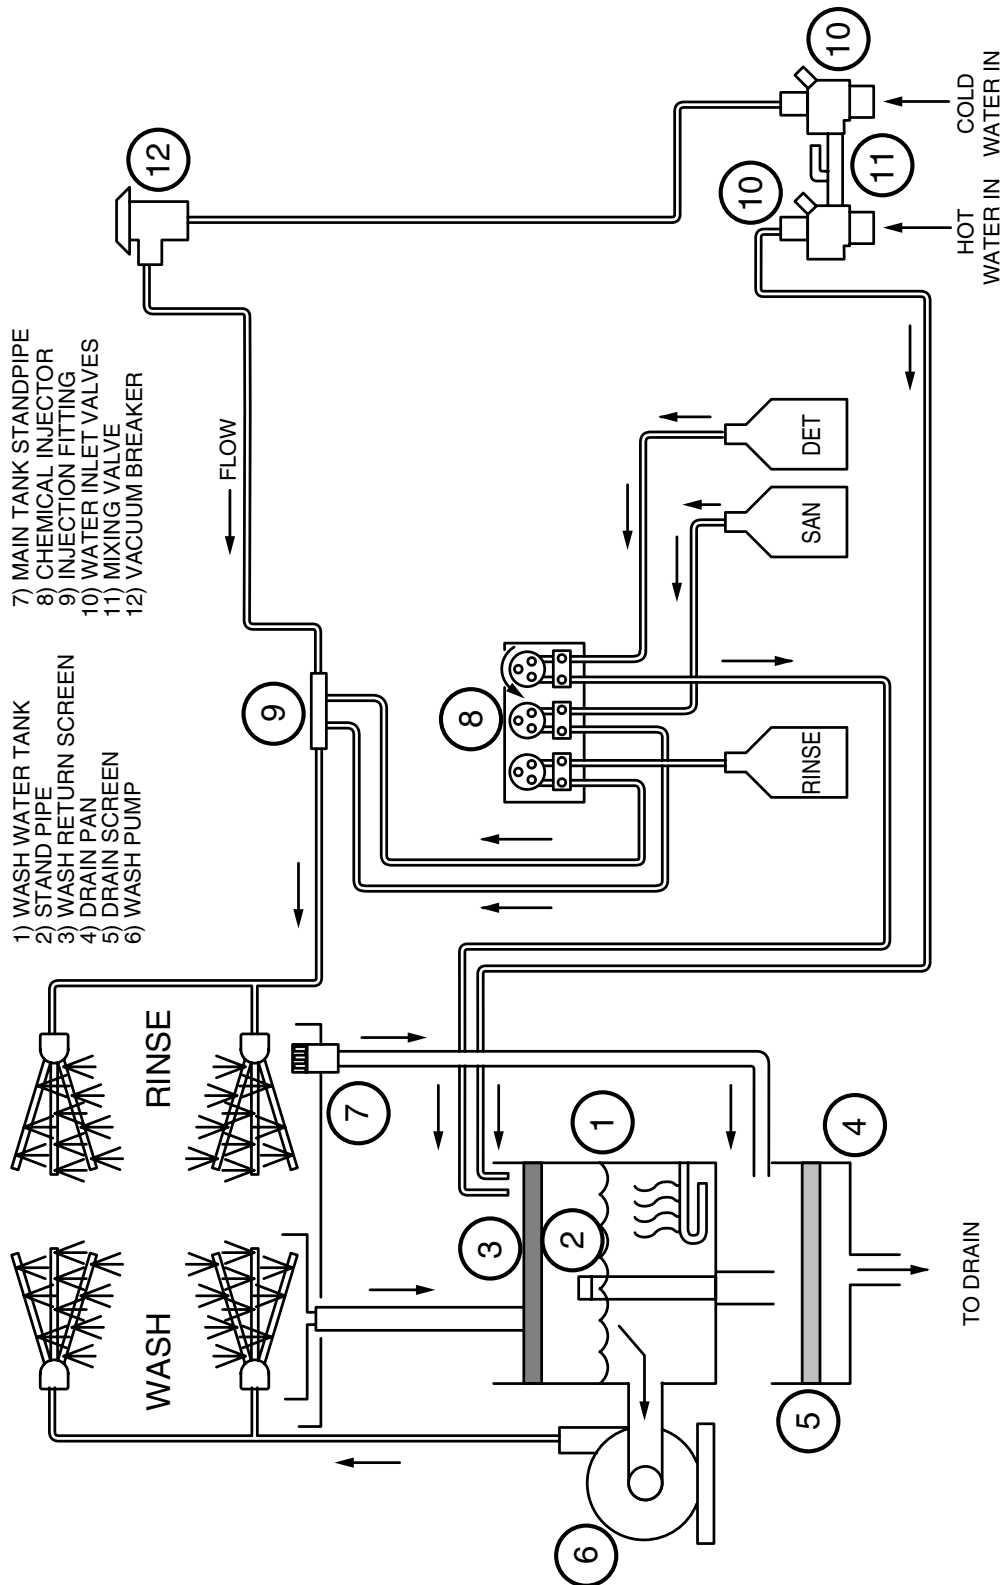 1) WASH WATER TANK
2) STAND PIPE
3) WASH RETURN SCREEN
4) DRAIN PAN
5) DRAIN SCREEN
6) WASH PUMP
7) MAIN TANK STANDPIPE
8) CHEMICAL INJECTOR
9) INJECTION FITTING
10) WATER INLET VALVES
11) MIXING VALVE
12) VACUUM BREAKER
WASH
RINSE
FLOW
12
9
8
7
6
5
4
3
2
1
10
10
11
RINSE
SAN
DET
HOT
WATER IN
COLD
WATER IN
TO DRAIN